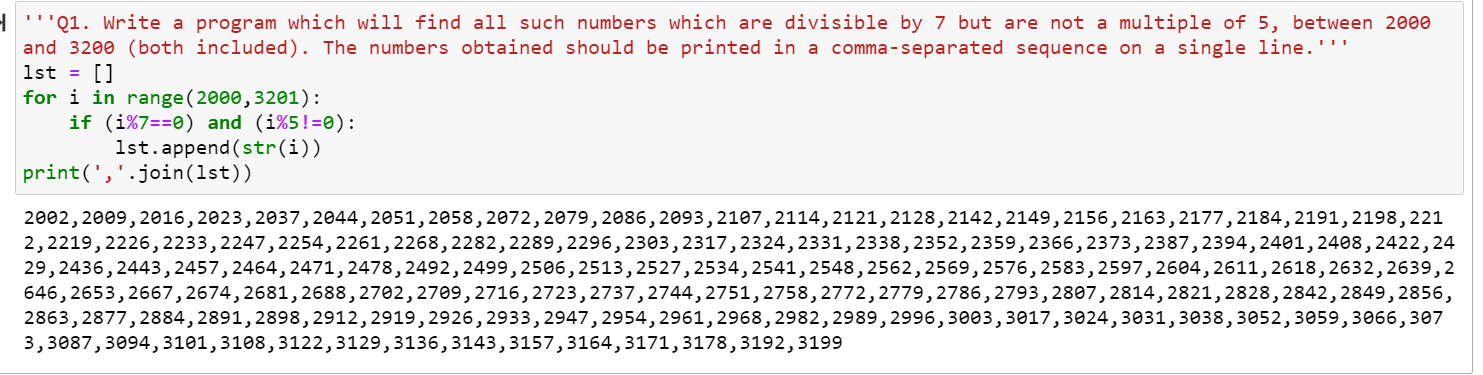 '''Q1. Write a program which will find all such numbers which are divisible by 7 but are not a multiple of 5, between 2000
and 3200 (both included). The numbers obtained should be printed in a comma-separated sequence on a single line.'''
lst = []
for i in range(2000,3201):
    if (i%7==0) and (i%5!=0):
        lst.append(str(i))
print(','.join(lst))
2002,2009,2016,2023,2037,2044,2051,2058,2072,2079,2086,2093,2107,2114,2121,2128,2142,2149,2156,2163,2177,2184,2191,2198,221
2,2219,2226,2233,2247,2254,2261,2268,2282,2289,2296,2303,2317,2324,2331,2338,2352,2359,2366,2373,2387,2394,2401,2408,2422,24
29,2436,2443,2457,2464,2471,2478,2492,2499,2506,2513,2527,2534,2541,2548,2562,2569,2576,2583,2597,2604,2611,2618,2632,2639,2
646,2653,2667,2674,2681,2688,2702,2709,2716,2723,2737,2744,2751,2758,2772,2779,2786,2793,2807,2814,2821,2828,2842,2849,2856,
2863,2877,2884,2891,2898,2912,2919,2926,2933,2947,2954,2961,2968,2982,2989,2996,3003,3017,3024,3031,3038,3052,3059,3066,307
3,3087,3094,3101,3108,3122,3129,3136,3143,3157,3164,3171,3178,3192,3199